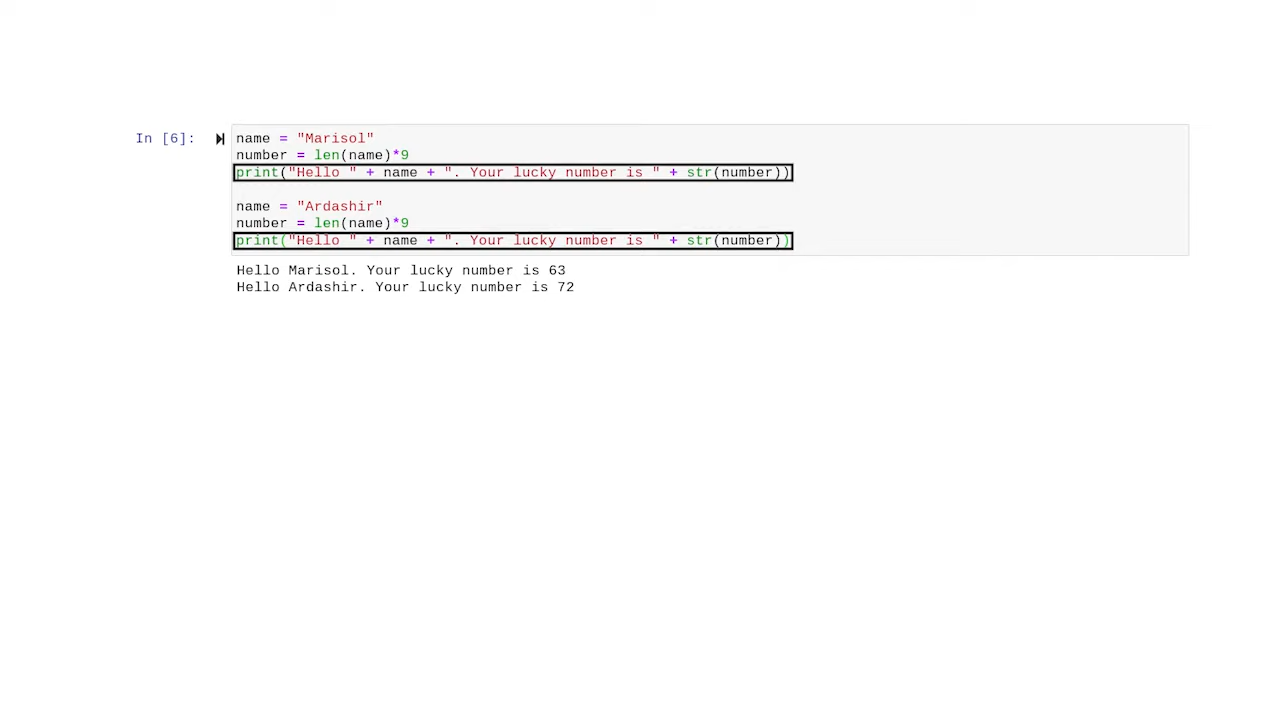 In [6]:
name = "Marisol"
number = len(name)*9
print("Hello " + name + ". Your lucky number is " + str(number))
name = "Ardashir"
number = len(name)*9
print("Hello " + name + ". Your lucky number is " + str(number))
Hello Marisol. Your lucky number is 63
Hello Ardashir. Your lucky number is 72